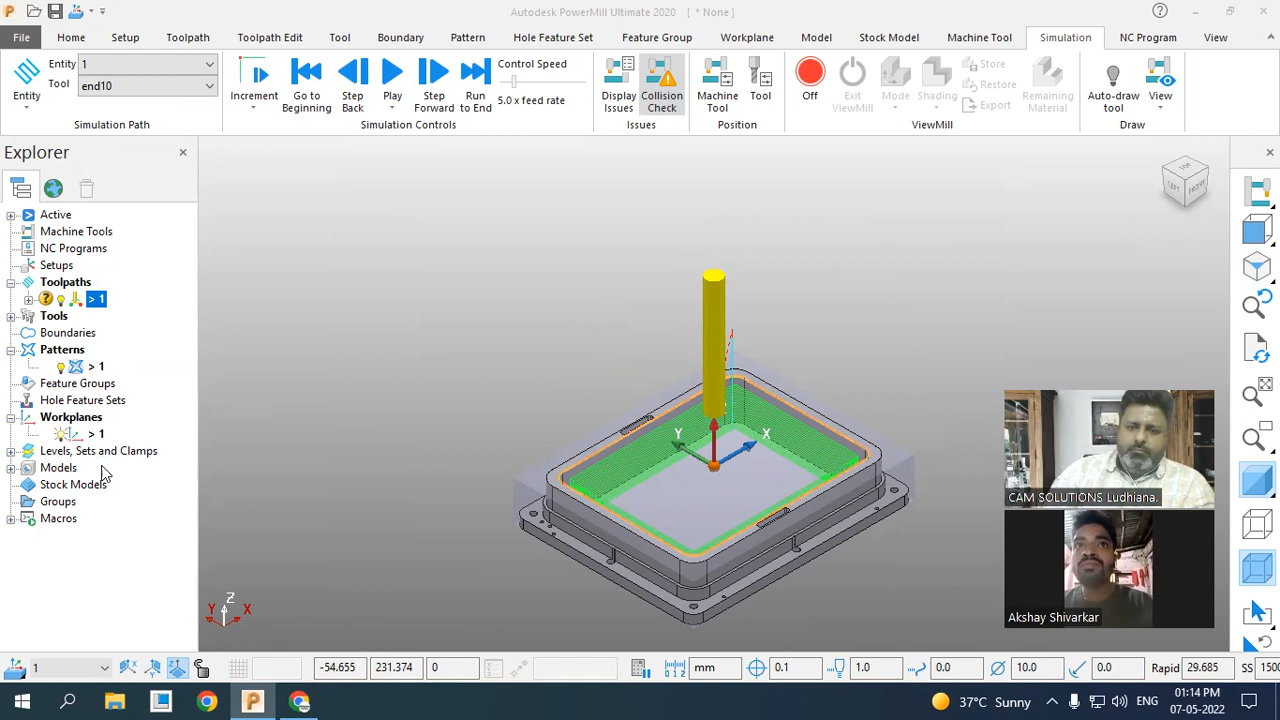 Autodesk PowerMill Ultimate 2020 [ * None ]
File Home Setup Toolpath Toolpath Edit Tool Boundary Pattern Hole Feature Set Feature Group Workplane Model Stock Model Machine Tool Simulation NC Program View
Entity
Entity 1
Tool end10
Simulation Path
Increment
Go to Beginning
Step Back
Play
Step Forward
Run to End
Control Speed
5.0 x feed rate
Simulation Controls
Display Issues
Collision Check
Issues
Machine Tool
Tool
Position
Off
Exit ViewMill
Mode
Shading
Store
Restore
Export
Remaining Material
ViewMill
Auto-draw tool
View
Draw
Explorer
Active
Machine Tools
NC Programs
Setups
Toolpaths
> 1
Tools
Boundaries
Patterns
> 1
Feature Groups
Hole Feature Sets
Workplanes
> 1
Levels, Sets and Clamps
Models
Stock Models
Groups
Macros
TOP
LEFT
FRONT
Y X
Z
Y X
CAM SOLUTIONS Ludhiana.
Akshay Shivarkar
1 -54.655 231.374 0 mm 0.1 1.0 0.0 10.0 0.0 Rapid 29.685 SS 1500
37°C Sunny
ENG
01:14 PM
07-05-2022